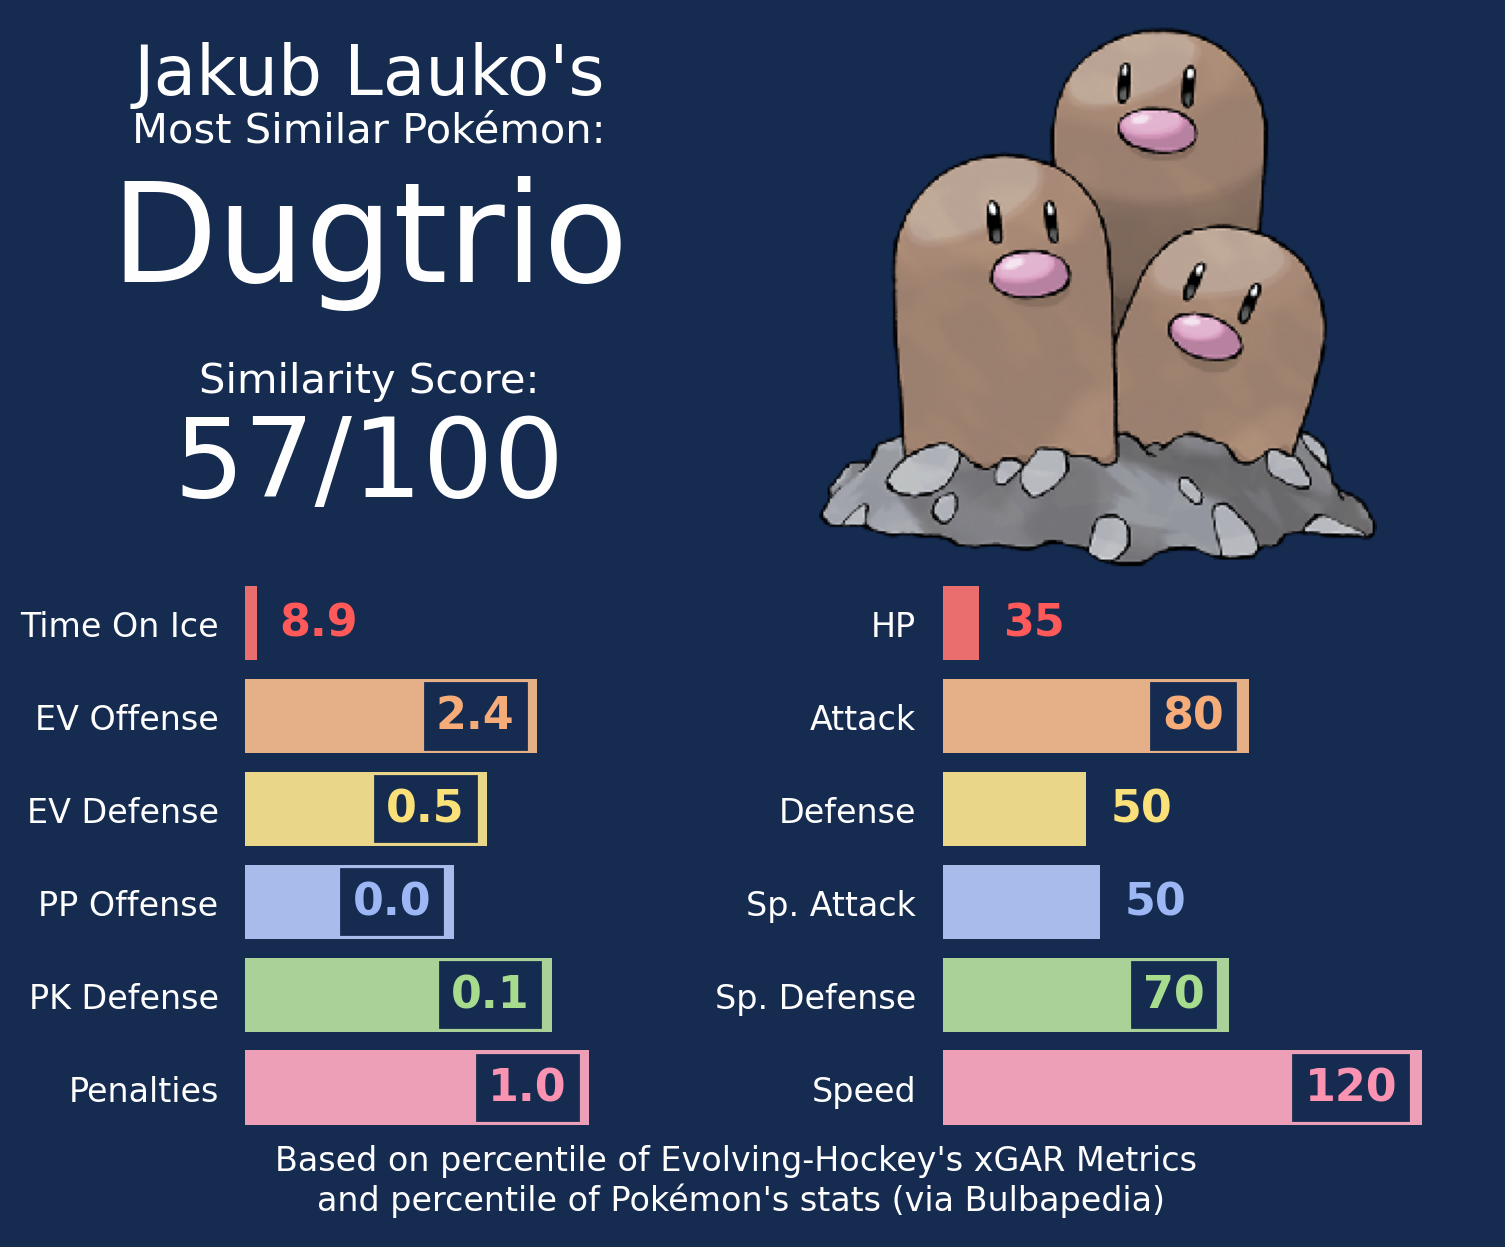 Jakub Lauko's
Most Similar Pokémon:
Dugtrio
Similarity Score:
57/100
Time On Ice 8.9
EV Offense 2.4
EV Defense 0.5
PP Offense 0.0
PK Defense 0.1
Penalties 1.0
HP 35
Attack 80
Defense 50
Sp. Attack 50
Sp. Defense 70
Speed 120
Based on percentile of Evolving-Hockey's xGAR Metrics
and percentile of Pokémon's stats (via Bulbapedia)